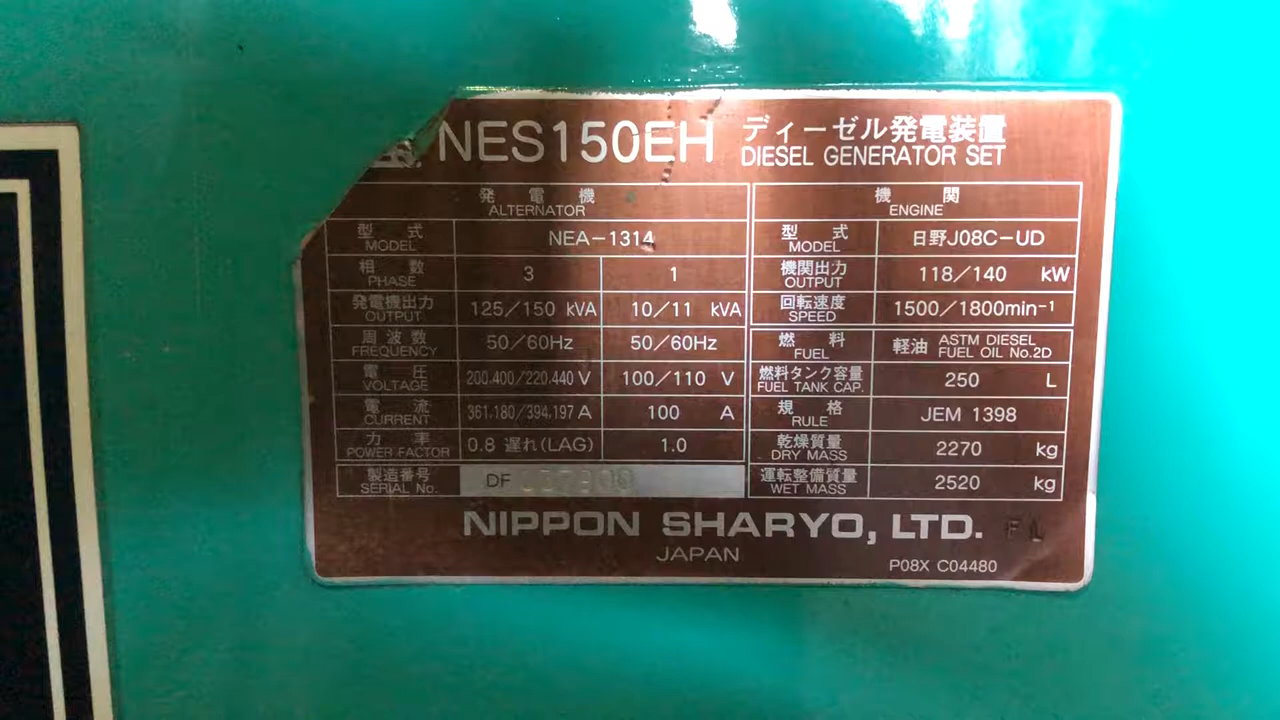 NES150EH ディーゼル発電装置
DIESEL GENERATOR SET
発電機
ALTERNATOR
型式 MODEL NEA-1314
相数 PHASE 3 1
発電機出力 OUTPUT 125/150 kVA 10/11 kVA
周波数 FREQUENCY 50/60Hz 50/60Hz
電圧 VOLTAGE 200.400/220.440 V 100/110 V
電流 CURRENT 361.180/394.197 A 100 A
力率 POWER FACTOR 0.8 遅れ(LAG) 1.0
製造番号 SERIAL No. DF
機関
ENGINE
型式 MODEL 日野J08C-UD
機関出力 OUTPUT 118/140 kW
回転速度 SPEED 1500/1800min⁻¹
燃料 FUEL 軽油 ASTM DIESEL FUEL OIL No.2D
燃料タンク容量 FUEL TANK CAP. 250 L
規格 RULE JEM 1398
乾燥質量 DRY MASS 2270 kg
運転整備質量 WET MASS 2520 kg
NIPPON SHARYO, LTD. FL
JAPAN
P08X C04480